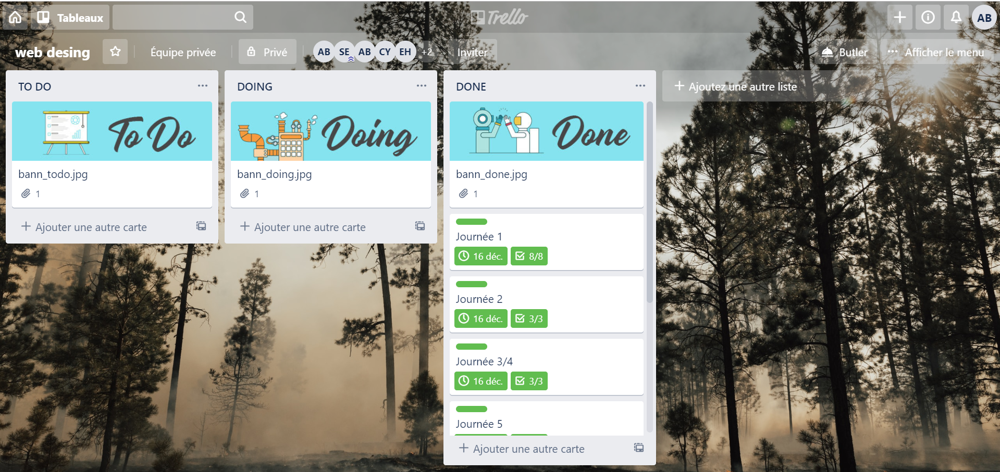 Tableaux
Trello
AB
web desing
Équipe privée
Privé
AB SE AB CY EH +2
Inviter
Butler
Afficher le menu
TO DO
To Do
bann_todo.jpg
1
Ajouter une autre carte
DOING
Doing
bann_doing.jpg
1
Ajouter une autre carte
DONE
Done
bann_done.jpg
1
Journée 1
16 déc. 8/8
Journée 2
16 déc. 3/3
Journée 3/4
16 déc. 3/3
Journée 5
Ajouter une autre carte
Ajoutez une autre liste